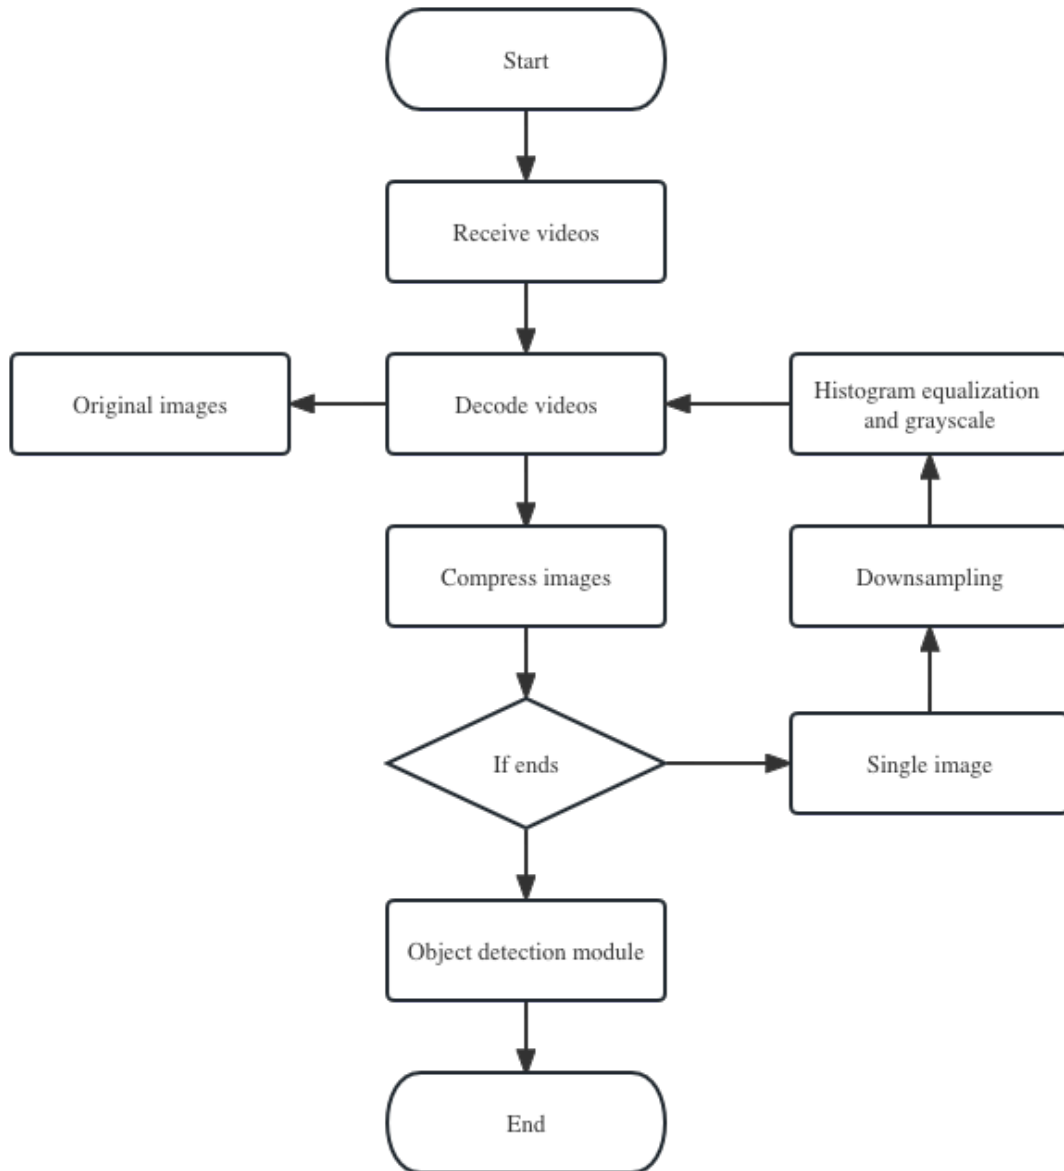 Start
Receive videos
Original images
Decode videos
Histogram equalization
and grayscale
Compress images
Downsampling
If ends
Single image
Object detection module
End